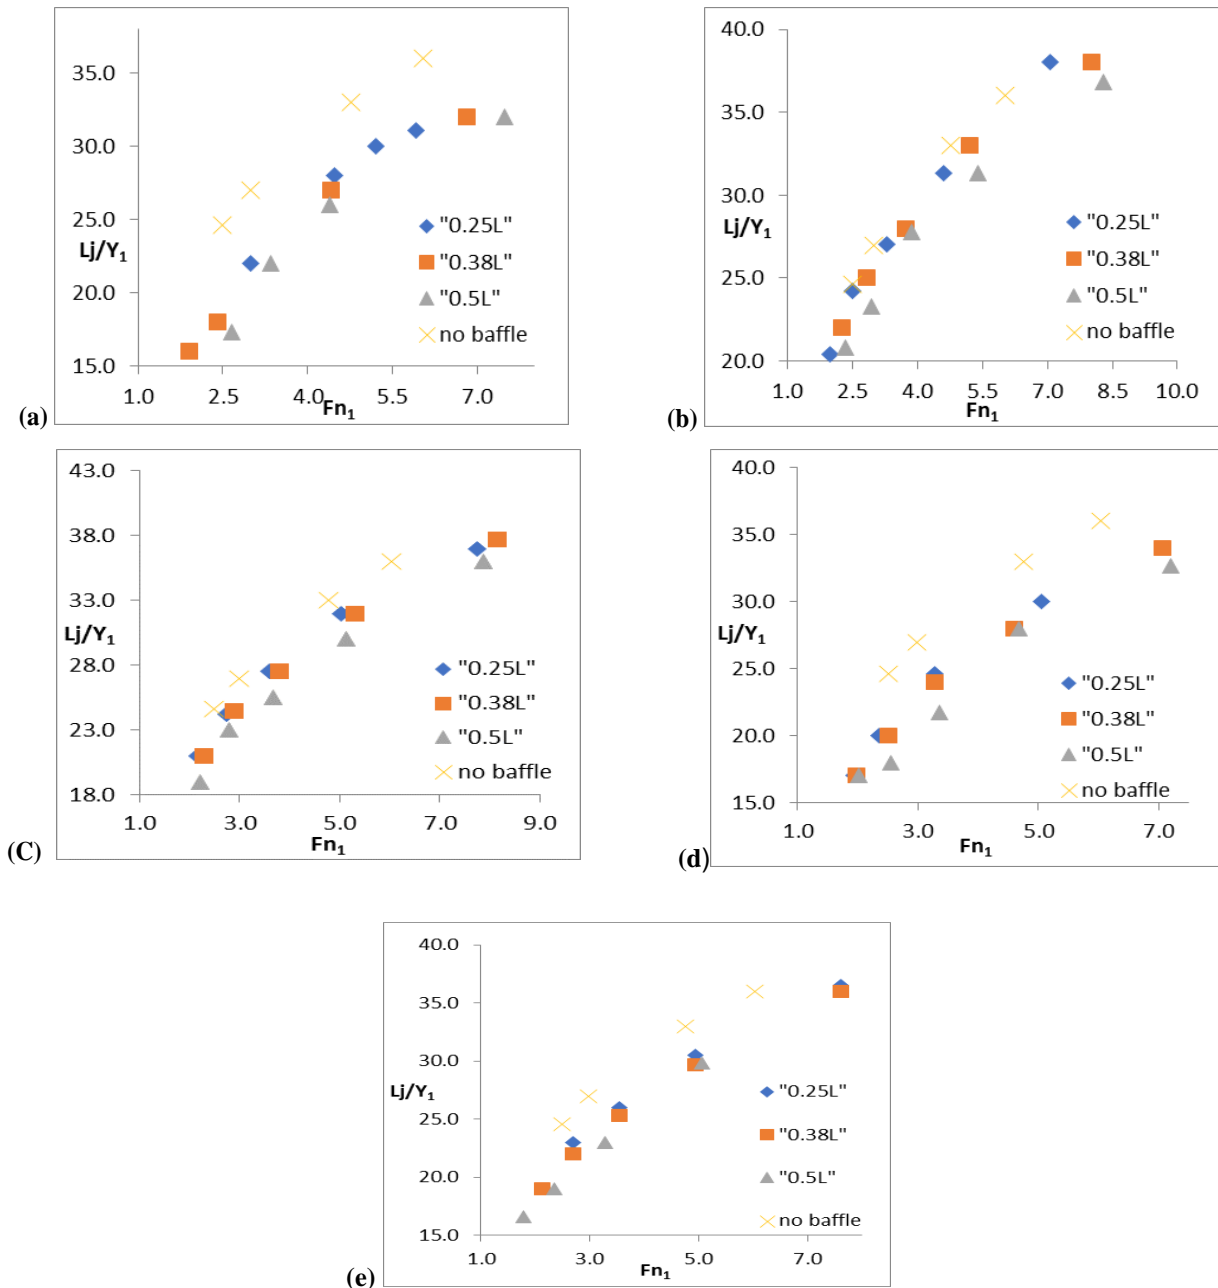 35.0
30.0
25.0
Lj/Y1
20.0
15.0
1.0 2.5 4.0 5.5 7.0
Fn1
"0.25L"
"0.38L"
"0.5L"
no baffle
(a)
40.0
35.0
30.0
Lj/Y1
25.0
20.0
1.0 2.5 4.0 5.5 7.0 8.5 10.0
Fn1
"0.25L"
"0.38L"
"0.5L"
no baffle
(b)
43.0
38.0
33.0
Lj/Y1
28.0
23.0
18.0
1.0 3.0 5.0 7.0 9.0
Fn1
"0.25L"
"0.38L"
"0.5L"
no baffle
(C)
40.0
35.0
30.0
Lj/Y1
25.0
20.0
15.0
1.0 3.0 5.0 7.0
Fn1
"0.25L"
"0.38L"
"0.5L"
no baffle
(d)
40.0
35.0
30.0
Lj/Y1
25.0
20.0
15.0
1.0 3.0 5.0 7.0
Fn1
"0.25L"
"0.38L"
"0.5L"
no baffle
(e)